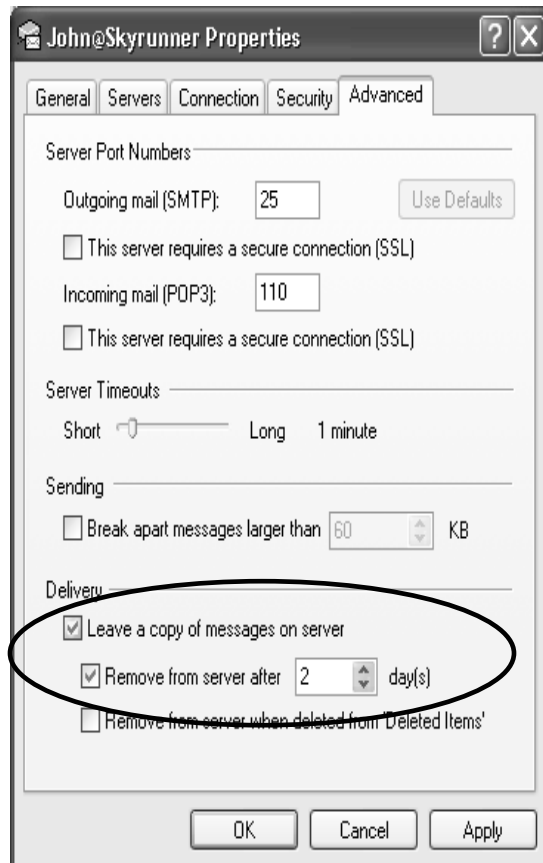 John@Skyrunner Properties
General Servers Connection Security Advanced
Server Port Numbers
Outgoing mail (SMTP): 25 Use Defaults
This server requires a secure connection (SSL)
Incoming mail (POP3): 110
This server requires a secure connection (SSL)
Server Timeouts
Short Long 1 minute
Sending
Break apart messages larger than 60 KB
Delivery
Leave a copy of messages on server
Remove from server after 2 day(s)
Remove from server when deleted from 'Deleted Items'
OK Cancel Apply